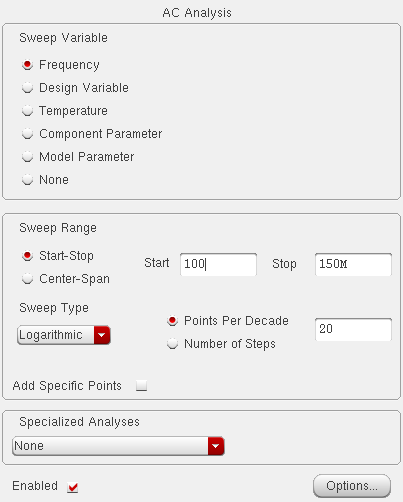 AC Analysis
Sweep Variable
Frequency
Design Variable
Temperature
Component Parameter
Model Parameter
None
Sweep Range
Start-Stop
Start 100 Stop 150M
Center-Span
Sweep Type
Logarithmic
Points Per Decade 20
Number of Steps
Add Specific Points
Specialized Analyses
None
Enabled Options...